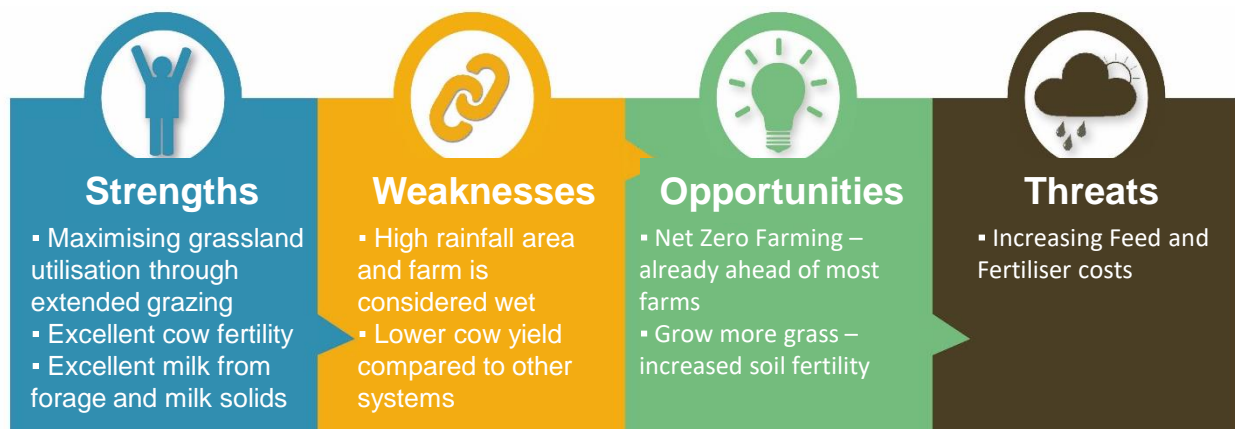 Strengths
▪ Maximising grassland
utilisation through
extended grazing
▪ Excellent cow fertility
▪ Excellent milk from
forage and milk solids
Weaknesses
▪ High rainfall area
and farm is
considered wet
▪ Lower cow yield
compared to other
systems
Opportunities
▪ Net Zero Farming –
already ahead of most
farms
▪ Grow more grass –
increased soil fertility
Threats
▪ Increasing Feed and
Fertiliser costs